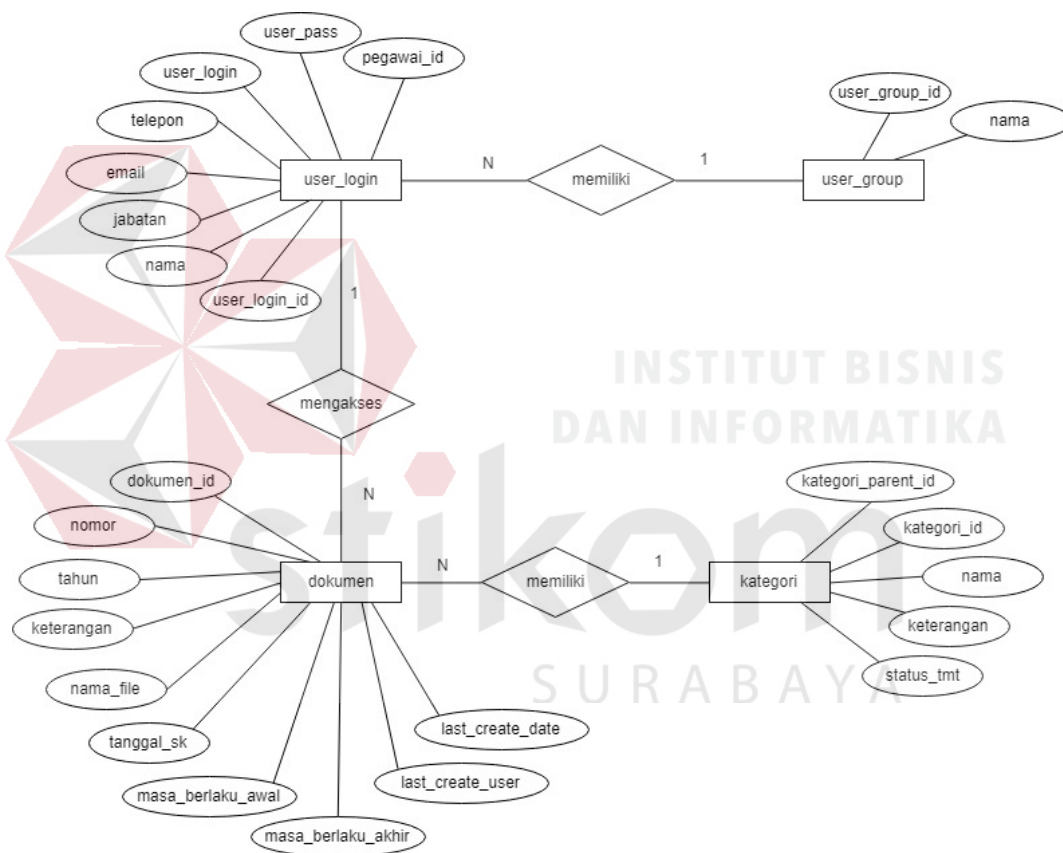 user_pass
pegawai_id
user_login
telepon
email
jabatan
nama
user_login_id
user_login
N
memiliki
1
user_group
user_group_id
nama
1
mengakses
N
INSTITUT BISNIS
DAN INFORMATIKA
stikom
SURABAYA
dokumen_id
nomor
tahun
keterangan
nama_file
tanggal_sk
masa_berlaku_awal
masa_berlaku_akhir
last_create_user
last_create_date
dokumen
N
memiliki
1
kategori
kategori_parent_id
kategori_id
nama
keterangan
status_tmt